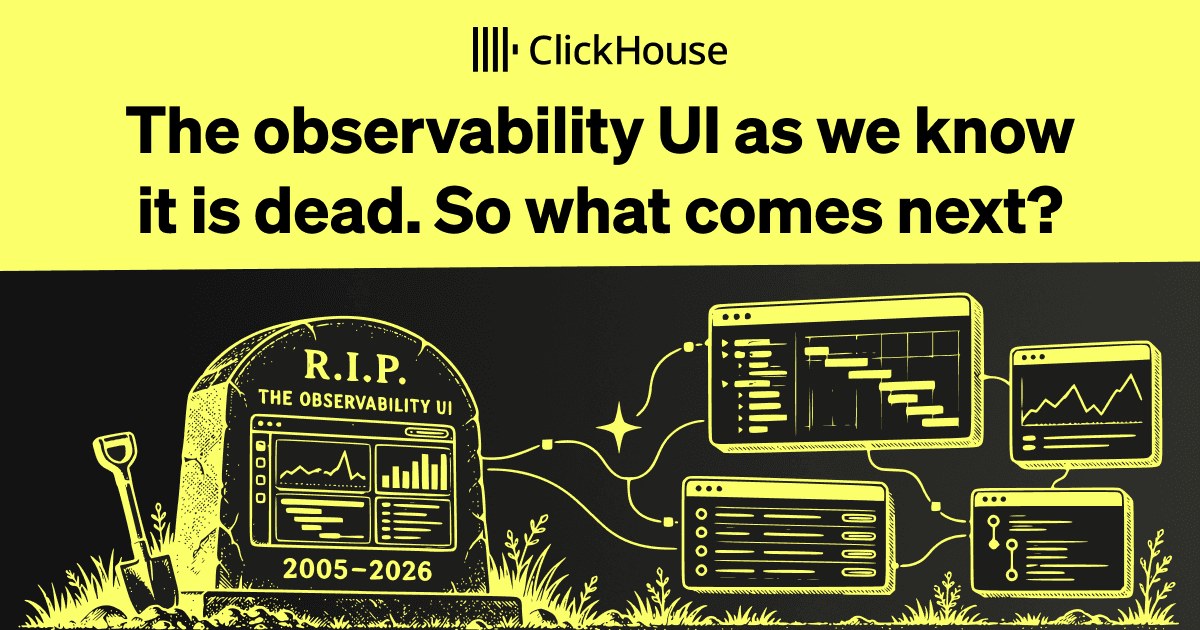 ClickHouse
The observability UI as we know
it is dead. So what comes next?
R.I.P.
THE OBSERVABILITY UI
2005–2026